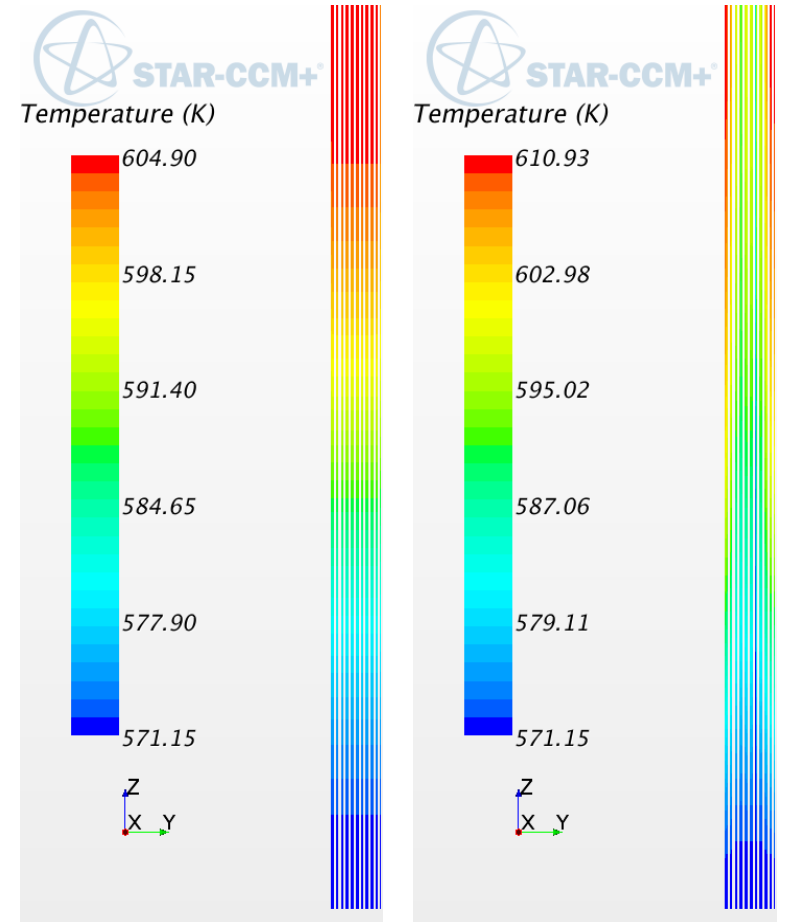 STAR-CCM+
Temperature (K)
604.90
598.15
591.40
584.65
577.90
571.15
Z
X Y
STAR-CCM+
Temperature (K)
610.93
602.98
595.02
587.06
579.11
571.15
Z
X Y